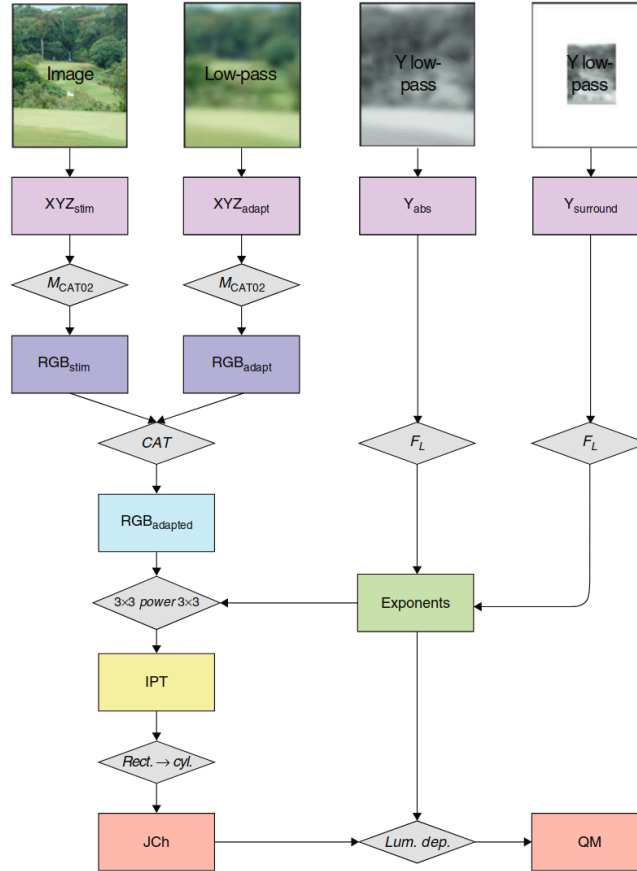 Image
Low-pass
Y low-
pass
Y low-
pass
XYZstim
XYZadapt
Yabs
Ysurround
MCAT02
MCAT02
RGBstim
RGBadapt
CAT
FL
FL
RGBadapted
3×3 power 3×3
Exponents
IPT
Rect. → cyl.
JCh
Lum. dep.
QM